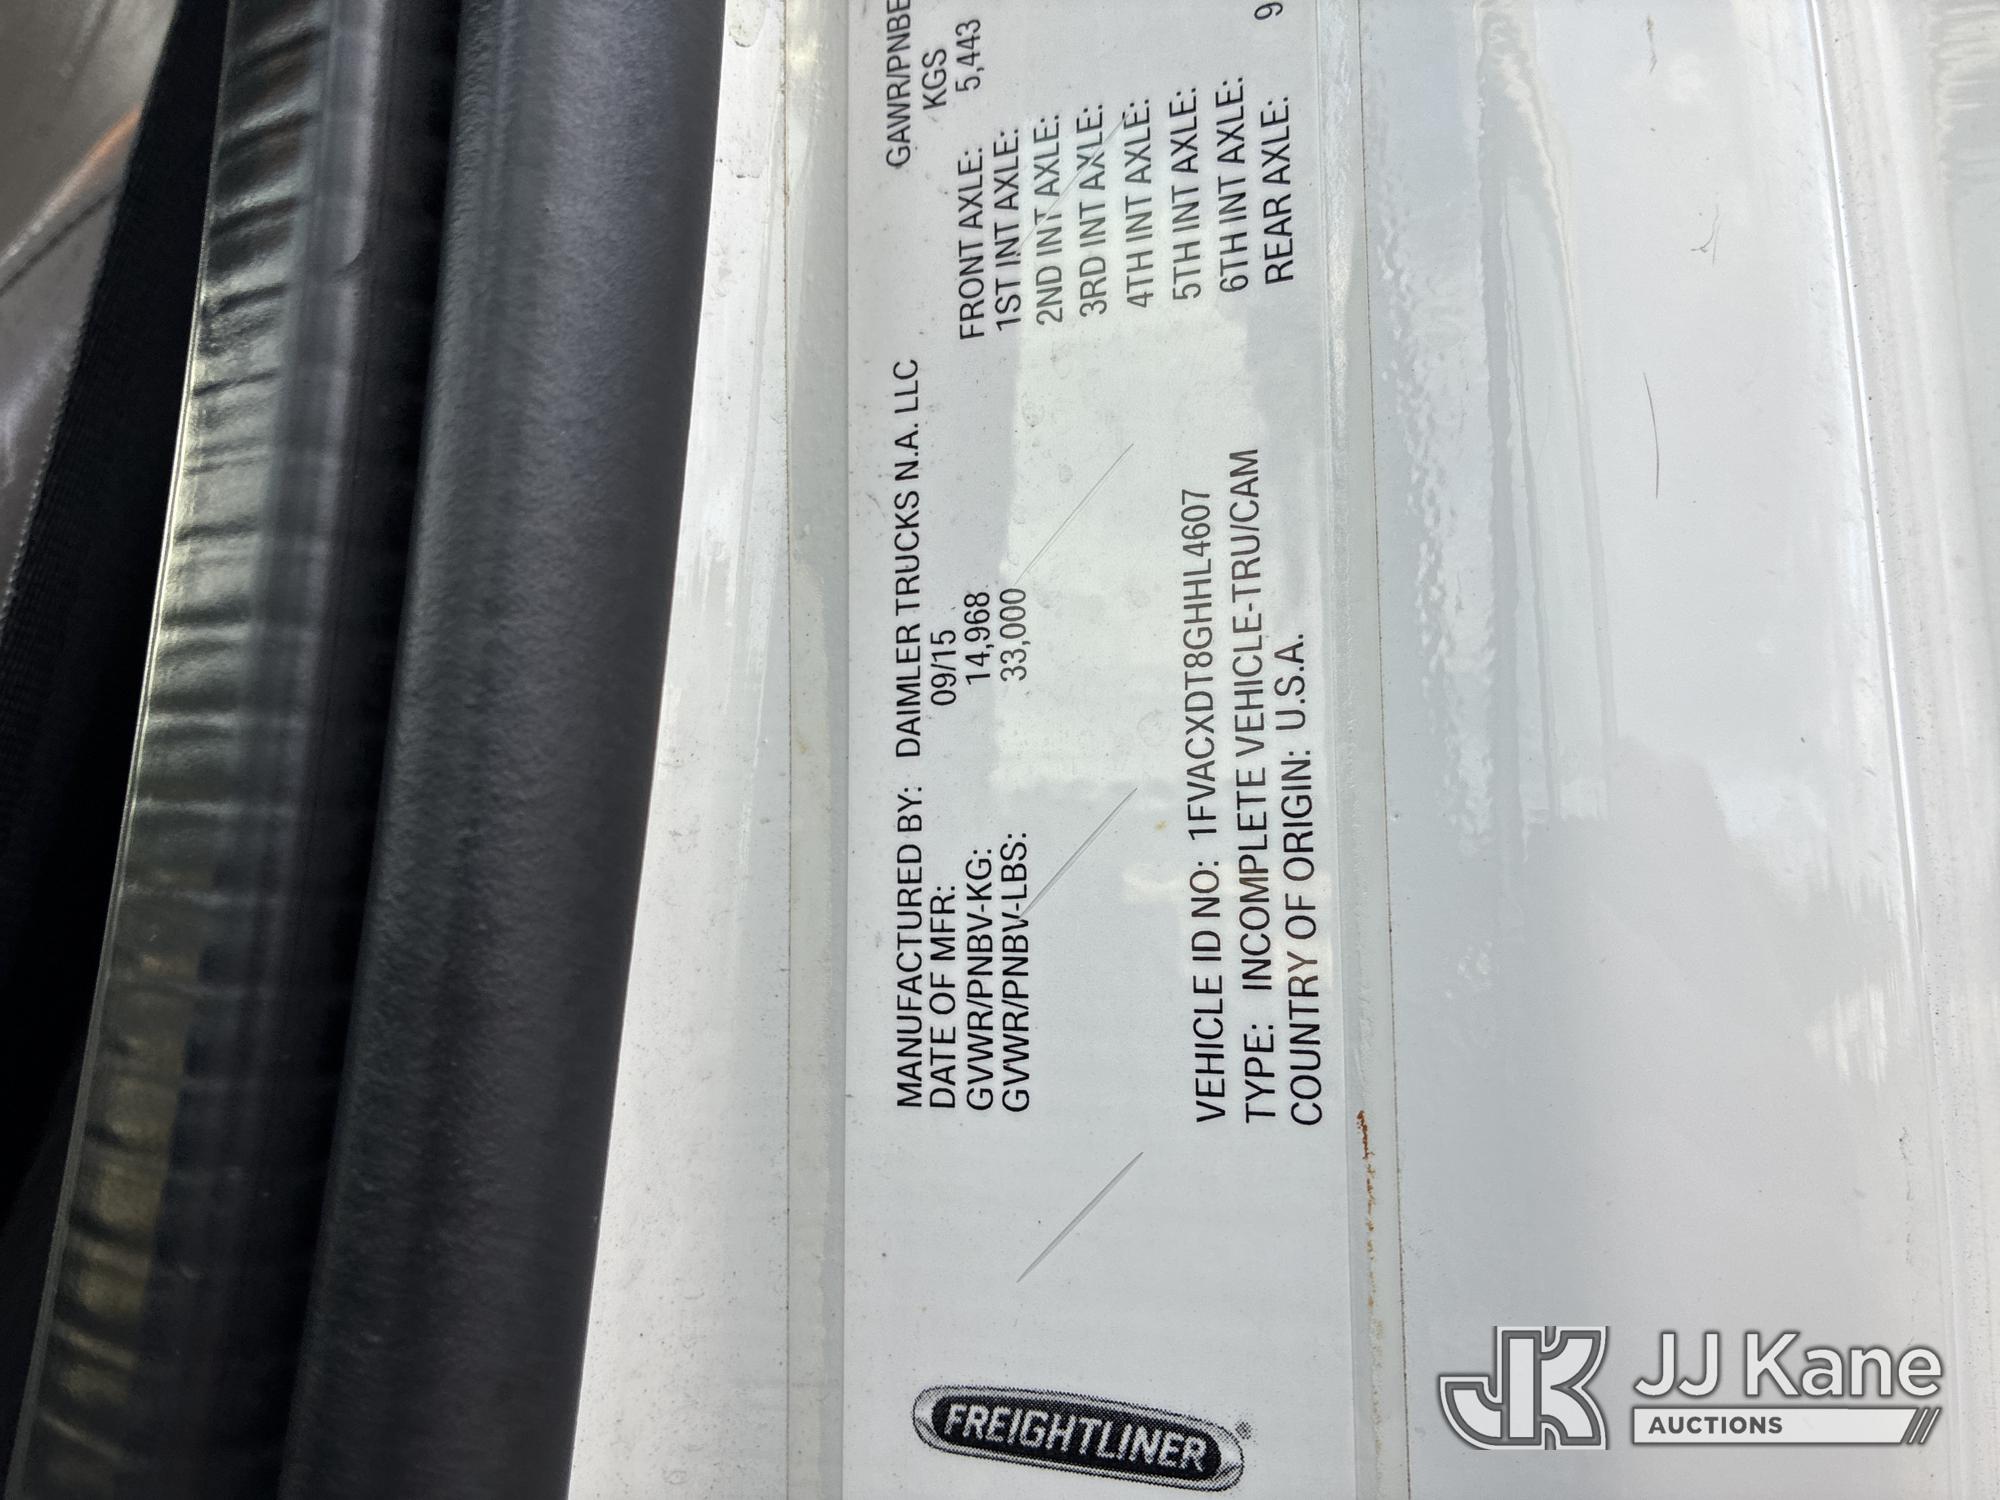 FREIGHTLINER®
MANUFACTURED BY: DAIMLER TRUCKS N.A. LLC
DATE OF MFR: 09/15
GVWR/PNBV-KG: 14,968
GVWR/PNBV-LBS: 33,000
VEHICLE ID NO: 1FVACXDT8GHHL4607
TYPE: INCOMPLETE VEHICLE-TRU/CAM
COUNTRY OF ORIGIN: U.S.A.
GAWR/PNBE
KGS
FRONT AXLE: 5,443
1ST INT AXLE:
2ND INT AXLE:
3RD INT AXLE:
4TH INT AXLE:
5TH INT AXLE:
6TH INT AXLE:
REAR AXLE: 9
JK JJ Kane
AUCTIONS